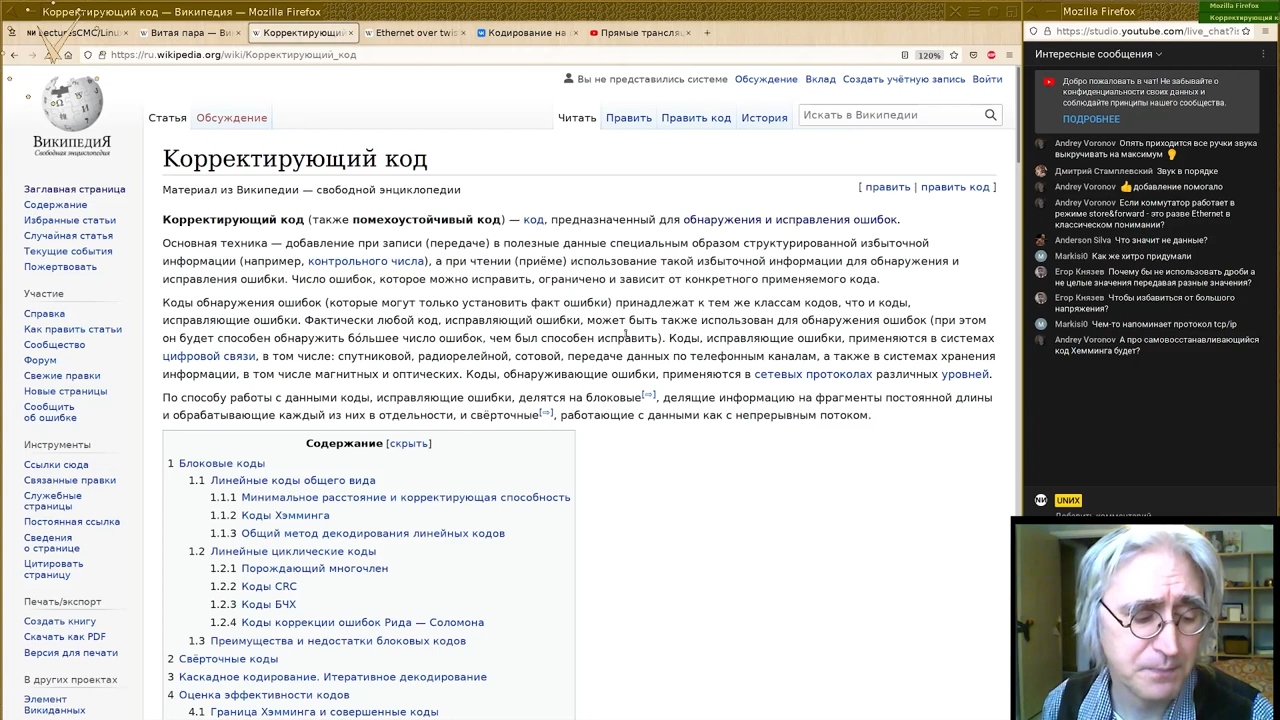 Корректирующий код — Википедия — Mozilla Firefox
LecturesCMC/Linu
Витая пара — Ви
Корректирующий
Ethernet over twis
Кодирование на
Прямые трансля
https://ru.wikipedia.org/wiki/Корректирующий_код
120%
Вы не представились системе Обсуждение Вклад Создать учётную запись Войти
Статья Обсуждение Читать Править Править код История
Искать в Википедии
ВИКИПЕДИЯ
Свободная энциклопедия
Заглавная страница
Содержание
Избранные статьи
Случайная статья
Текущие события
Пожертвовать
Участие
Справка
Как править статьи
Сообщество
Форум
Свежие правки
Новые страницы
Сообщить
об ошибке
Инструменты
Ссылки сюда
Связанные правки
Служебные
страницы
Постоянная ссылка
Сведения
о странице
Цитировать
страницу
Печать/экспорт
Создать книгу
Скачать как PDF
Версия для печати
В других проектах
Элемент
Викиданных
Корректирующий код
Материал из Википедии — свободной энциклопедии
[ править | править код ]
Корректирующий код (также помехоустойчивый код) — код, предназначенный для обнаружения и исправления ошибок.
Основная техника — добавление при записи (передаче) в полезные данные специальным образом структурированной избыточной
информации (например, контрольного числа), а при чтении (приёме) использование такой избыточной информации для обнаружения и
исправления ошибки. Число ошибок, которое можно исправить, ограничено и зависит от конкретного применяемого кода.
Коды обнаружения ошибок (которые могут только установить факт ошибки) принадлежат к тем же классам кодов, что и коды,
исправляющие ошибки. Фактически любой код, исправляющий ошибки, может быть также использован для обнаружения ошибок (при этом
он будет способен обнаружить бо́льшее число ошибок, чем был способен исправить). Коды, исправляющие ошибки, применяются в системах
цифровой связи, в том числе: спутниковой, радиорелейной, сотовой, передаче данных по телефонным каналам, а также в системах хранения
информации, в том числе магнитных и оптических. Коды, обнаруживающие ошибки, применяются в сетевых протоколах различных уровней.
По способу работы с данными коды, исправляющие ошибки, делятся на блоковые[⇨], делящие информацию на фрагменты постоянной длины
и обрабатывающие каждый из них в отдельности, и свёрточные[⇨], работающие с данными как с непрерывным потоком.
Содержание [скрыть]
1 Блоковые коды
1.1 Линейные коды общего вида
1.1.1 Минимальное расстояние и корректирующая способность
1.1.2 Коды Хэмминга
1.1.3 Общий метод декодирования линейных кодов
1.2 Линейные циклические коды
1.2.1 Порождающий многочлен
1.2.2 Коды CRC
1.2.3 Коды БЧХ
1.2.4 Коды коррекции ошибок Рида — Соломона
1.3 Преимущества и недостатки блоковых кодов
2 Свёрточные коды
3 Каскадное кодирование. Итеративное декодирование
4 Оценка эффективности кодов
4.1 Граница Хэмминга и совершенные коды
Mozilla Firefox
Mozilla Firefox
Корректирующий к
https://studio.youtube.com/live_chat?is
Интересные сообщения
Добро пожаловать в чат! Не забывайте о
конфиденциальности своих данных и
соблюдайте принципы нашего сообщества.
ПОДРОБНЕЕ
Andrey Voronov Опять приходится все ручки звука
выкручивать на максимум
Дмитрий Стамплевский Звук в порядке
Andrey Voronov 👍добавление помогало
Andrey Voronov Если коммутатор работает в
режиме store&forward - это разве Ethernet в
классическом понимании?
Anderson Silva Что значит не данные?
Markisi0 Как же хитро придумали
Егор Князев Почему бы не использовать дроби а
не целые значения передавая разные значения?
Егор Князев Чтобы избавиться от большого
напряжения?
Markisi0 Чем-то напоминает протокол tcp/ip
Andrey Voronov А про самовосстанавливающийся
код Хемминга будет?
UNИX